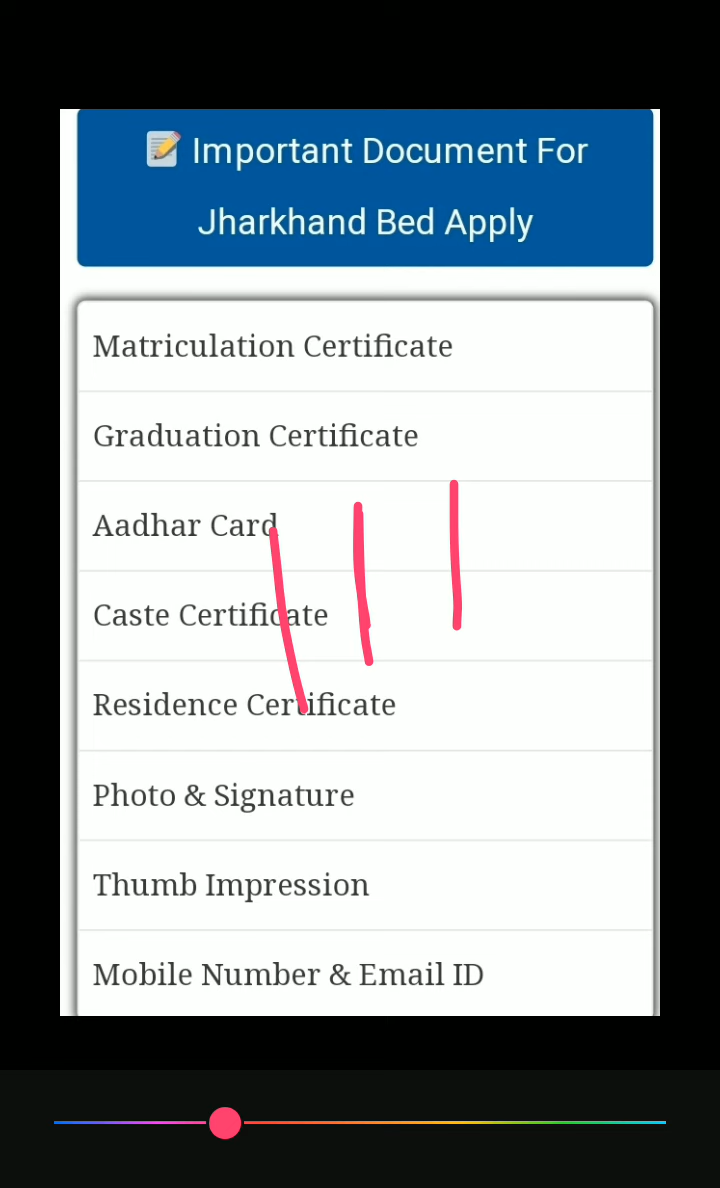 📝 Important Document For
Jharkhand Bed Apply
Matriculation Certificate
Graduation Certificate
Aadhar Card
Caste Certificate
Residence Certificate
Photo & Signature
Thumb Impression
Mobile Number & Email ID